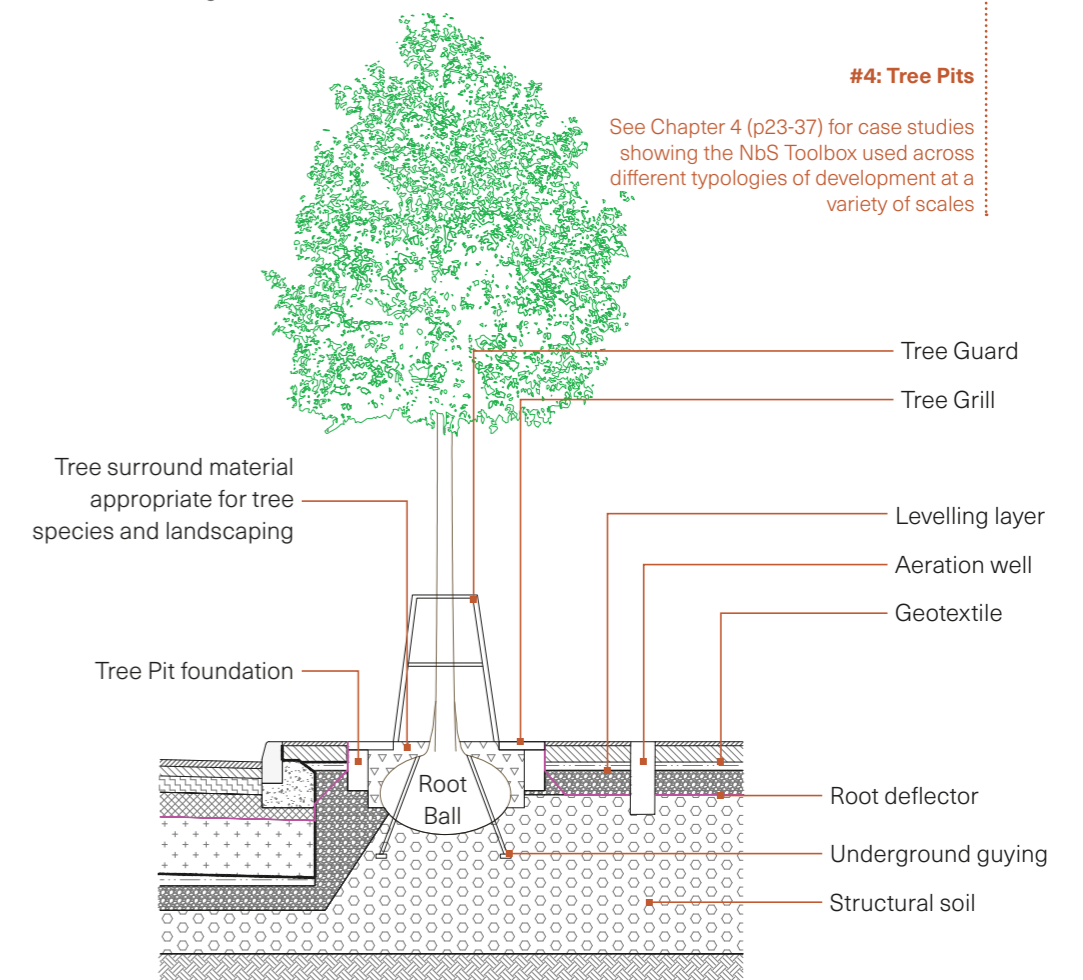 #4: Tree Pits
See Chapter 4 (p23-37) for case studies
showing the NbS Toolbox used across
different typologies of development at a
variety of scales
Tree Guard
Tree Grill
Tree surround material
appropriate for tree
species and landscaping
Levelling layer
Aeration well
Geotextile
Tree Pit foundation
Root
Ball
Root deflector
Underground guying
Structural soil